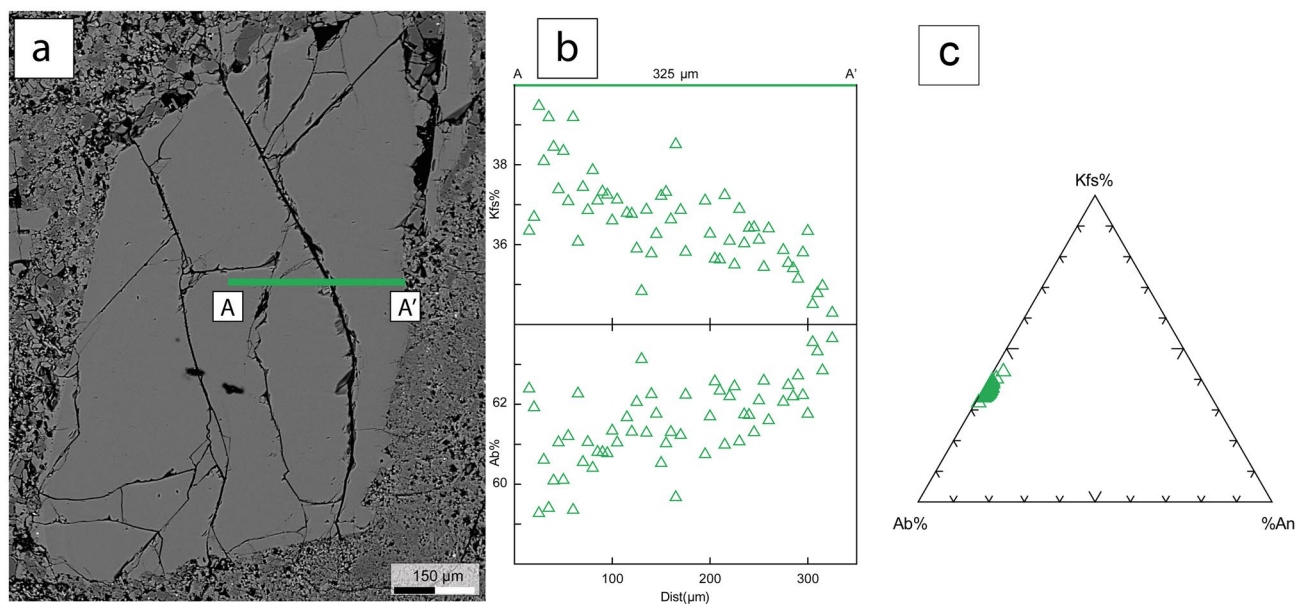 a
A
A'
150 µm
b
A
325 µm
A'
38
36
Kfs%
62
60
Ab%
100
200
300
Dist(µm)
c
Kfs%
Ab%
%An